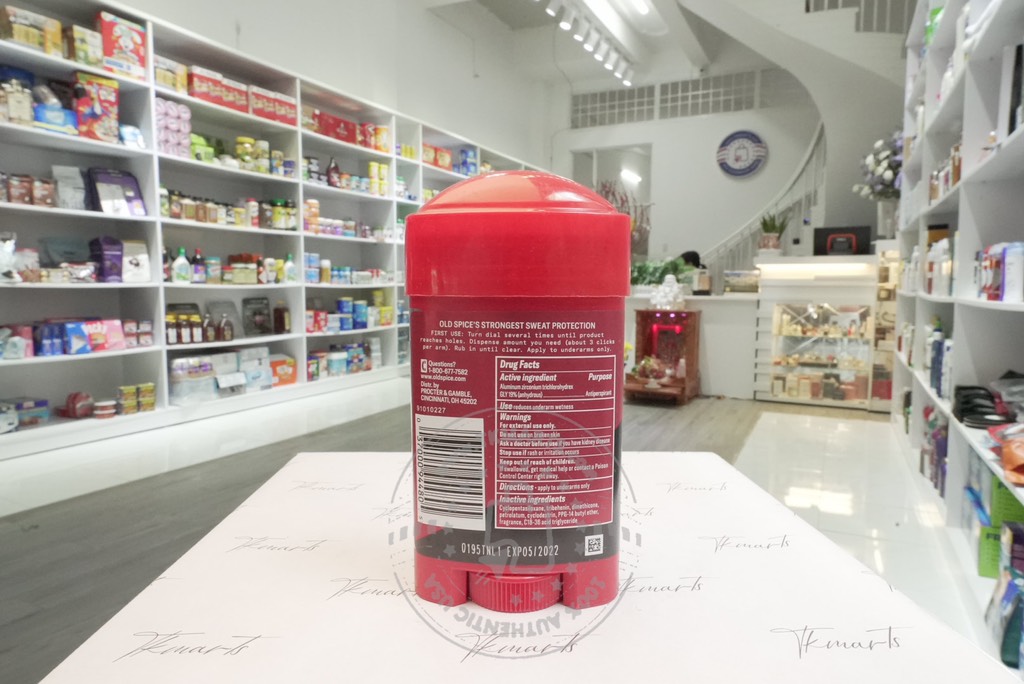 OLD SPICE'S STRONGEST SWEAT PROTECTION
FIRST USE: Turn dial several times until product
reaches holes. Dispense amount you need (about 3 clicks
per arm). Rub in until clear. Apply to underarms only.
Questions?
1-800-677-7582
www.oldspice.com
Distr. by
PROCTER & GAMBLE,
CINCINNATI, OH 45202
91010227
Drug Facts
Active ingredient Purpose
Aluminum zirconium trichlorohydrex
GLY 19% (anhydrous) Antiperspirant
Use • reduces underarm wetness
Warnings
For external use only.
Do not use on broken skin
Ask a doctor before use if you have kidney disease
Stop use if rash or irritation occurs
Keep out of reach of children.
If swallowed, get medical help or contact a Poison
Control Center right away.
Directions • apply to underarms only
Inactive ingredients
Cyclopentasiloxane, tribehenin, dimethicone,
petrolatum, cyclodextrin, PPG-14 butyl ether,
fragrance, C18-36 acid triglyceride
0195TNL1 EXP05/2022
100% AUTHENTIC USA
TKmarts
TKmarts
TKmarts
TKmarts
TKmarts
TKmarts
TKmarts
TKmarts
TKmarts